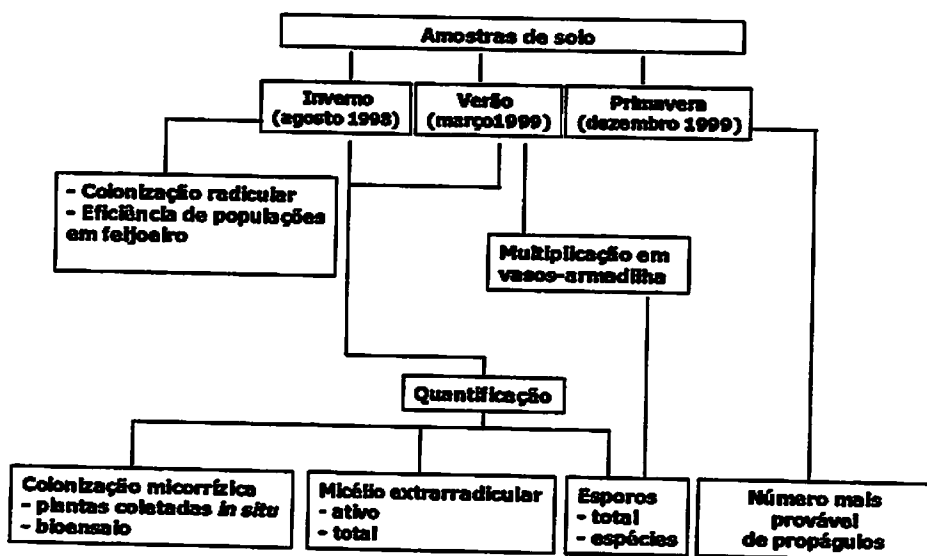 Amostras de solo
Inverno
(agosto 1998)
Verão
(março1999)
Primavera
(dezembro 1999)
- Colonização radicular
- Eficiência de populações
em feijoeiro
Multiplicação em
vasos-armadilha
Quantificação
Colonização micorrízica
- plantas coletadas in situ
- bioensaio
Micélio extrarradicular
- ativo
- total
Esporos
- total
- espécies
Número mais
provável
de propágulos